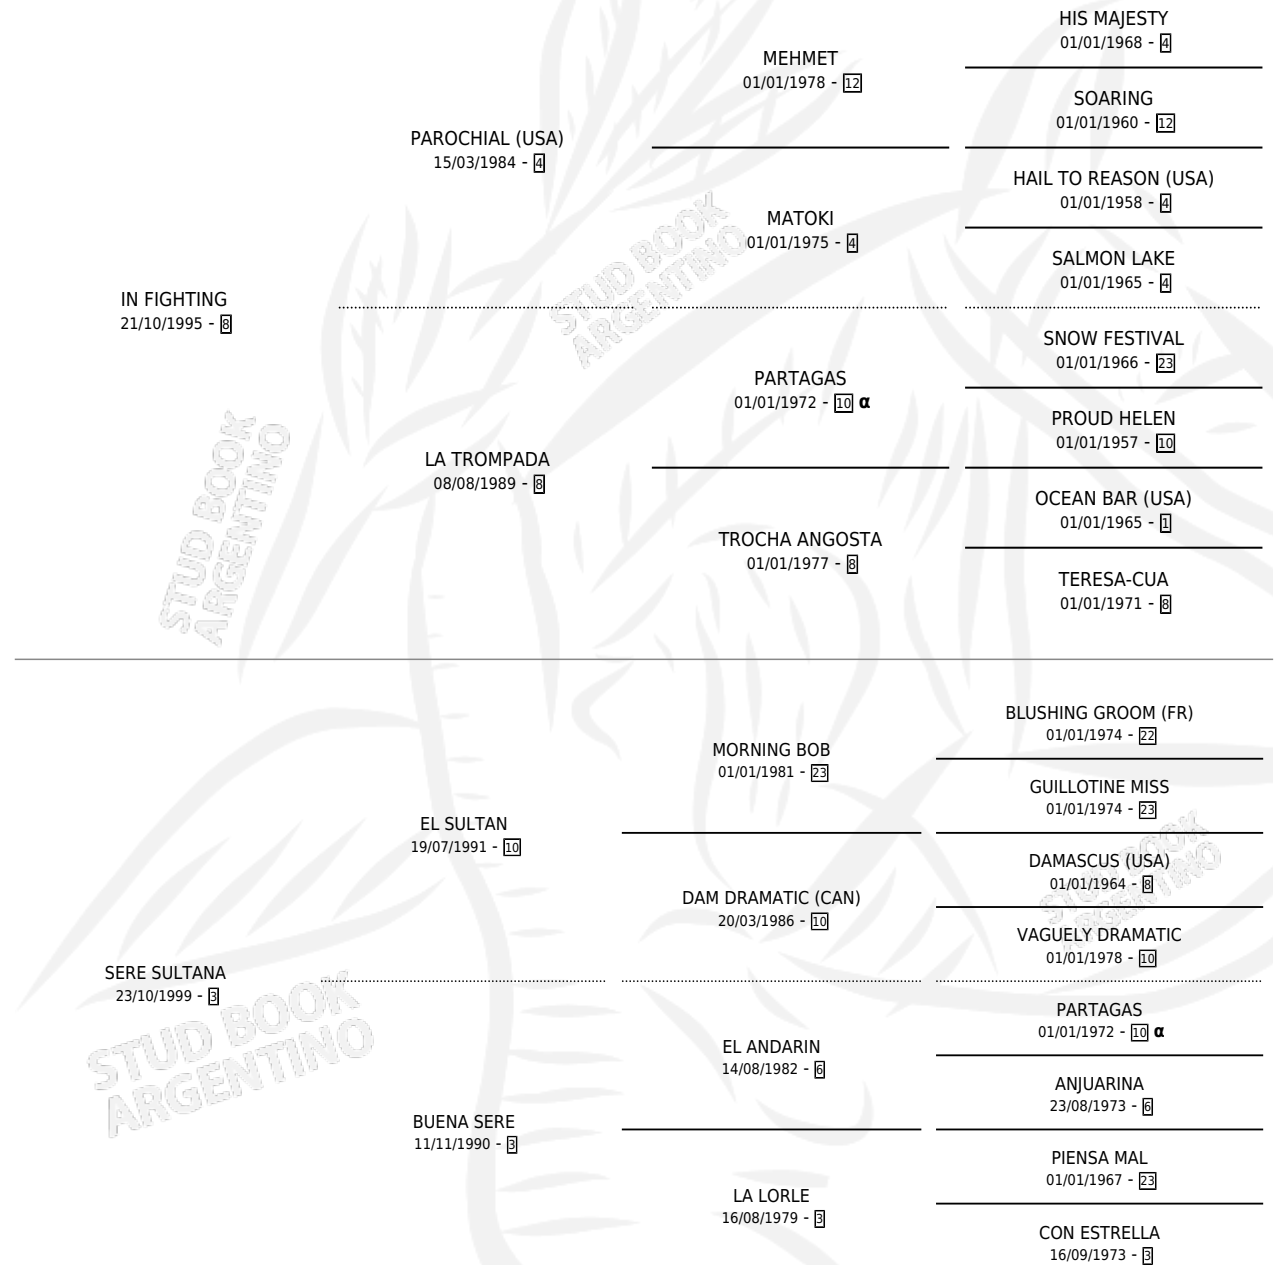 HIS MAJESTY
01/01/1968 - 4
MEHMET
01/01/1978 - 12
SOARING
01/01/1960 - 12
PAROCHIAL (USA)
15/03/1984 - 4
HAIL TO REASON (USA)
01/01/1958 - 4
MATOKI
01/01/1975 - 4
SALMON LAKE
01/01/1965 - 4
IN FIGHTING
21/10/1995 - 8
SNOW FESTIVAL
01/01/1966 - 23
PARTAGAS
01/01/1972 - 10 α
PROUD HELEN
01/01/1957 - 10
LA TROMPADA
08/08/1989 - 8
OCEAN BAR (USA)
01/01/1965 - 1
TROCHA ANGOSTA
01/01/1977 - 8
TERESA-CUA
01/01/1971 - 8
BLUSHING GROOM (FR)
01/01/1974 - 22
MORNING BOB
01/01/1981 - 23
GUILLOTINE MISS
01/01/1974 - 23
EL SULTAN
19/07/1991 - 10
DAMASCUS (USA)
01/01/1964 - 8
DAM DRAMATIC (CAN)
20/03/1986 - 10
VAGUELY DRAMATIC
01/01/1978 - 10
SERE SULTANA
23/10/1999 - 3
PARTAGAS
01/01/1972 - 10 α
EL ANDARIN
14/08/1982 - 6
ANJUARINA
23/08/1973 - 6
BUENA SERE
11/11/1990 - 3
PIENSA MAL
01/01/1967 - 23
LA LORLE
16/08/1979 - 3
CON ESTRELLA
16/09/1973 - 3
STUD BOOK
ARGENTINO
STUD BOOK
ARGENTINO
STUD BOOK
ARGENTINO
STUD BOOK
ARGENTINO